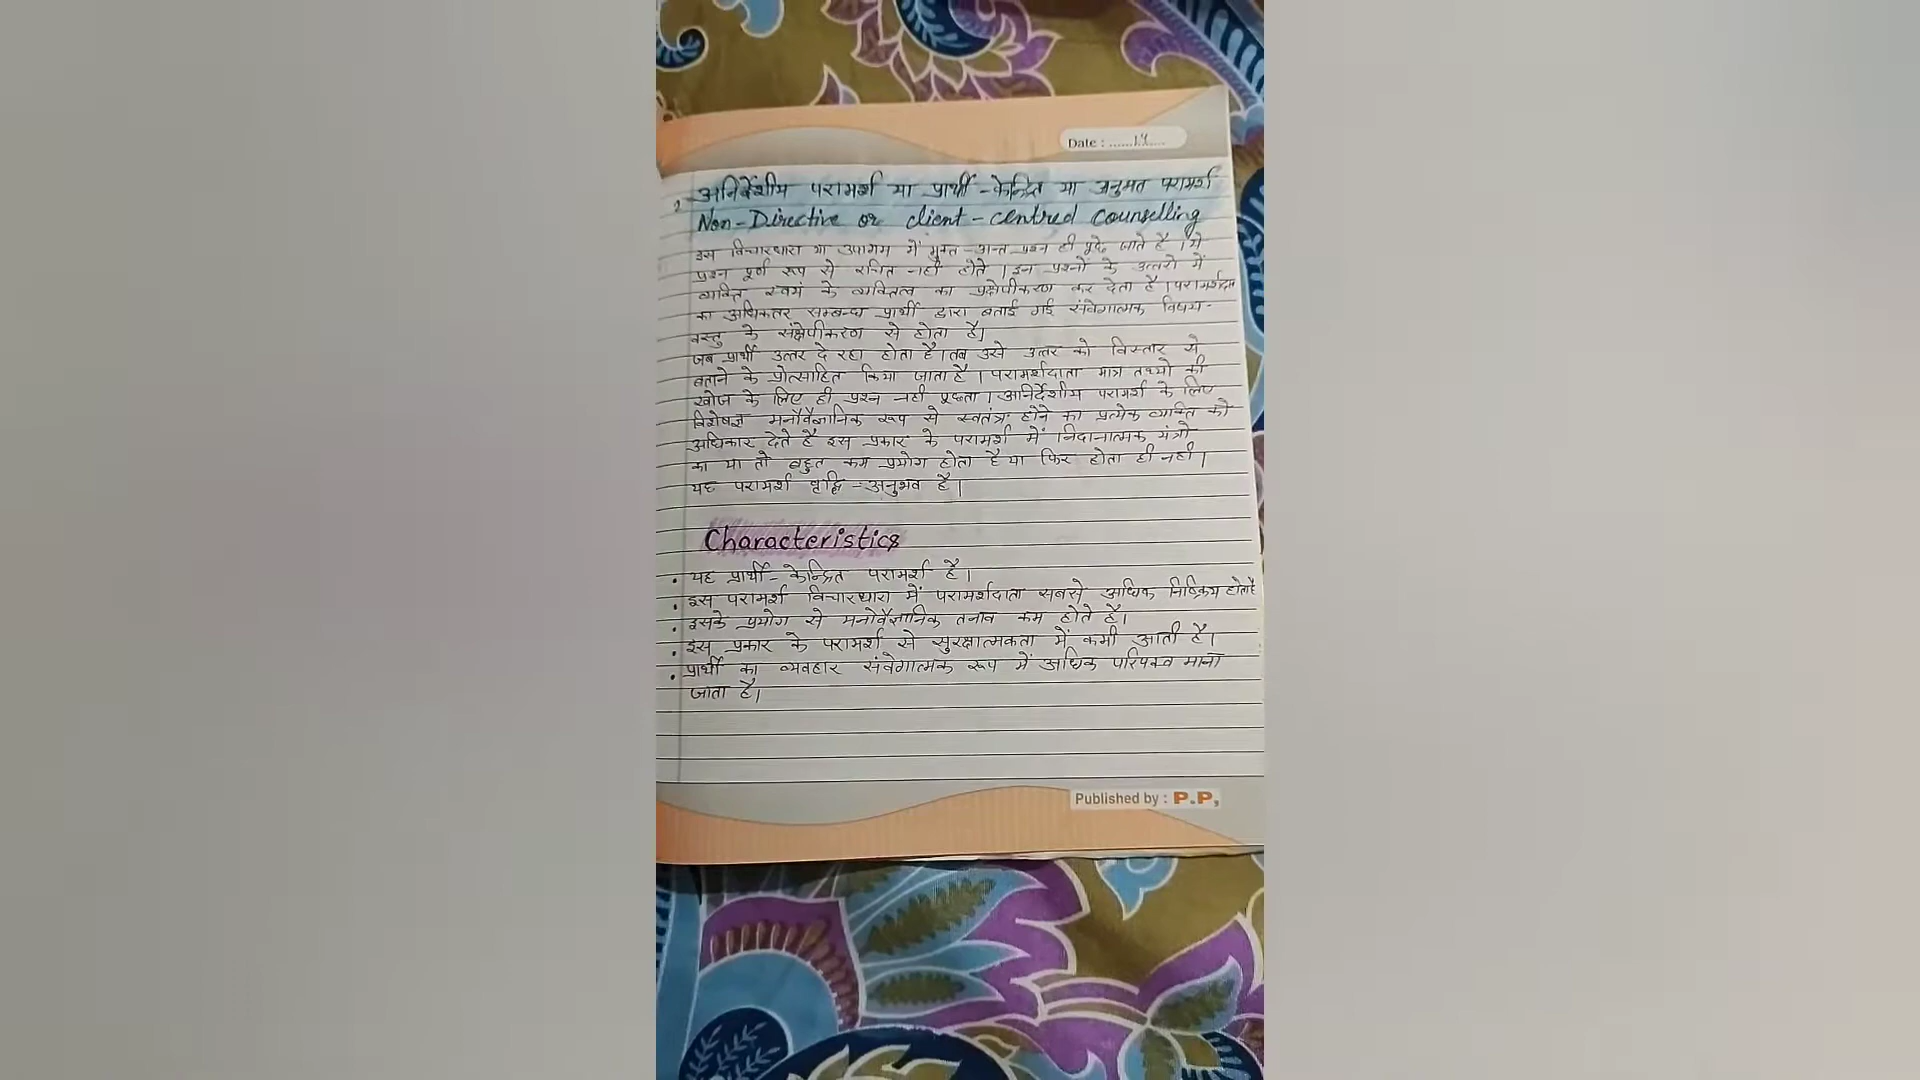 Date : ......14......
2 अनिर्देशीय परामर्श या प्रार्थी-केन्द्रित या अनुमत परामर्श
Non-Directive or client-centred counselling
इस विचारधारा या उपागम में मुक्त-अन्त प्रश्न ही पूछे जाते है। ये
प्रश्न पूर्ण रूप से रचित नही होते। इन प्रश्नों के उत्तरो में
व्यक्ति स्वयं के व्यक्तित्व का प्रक्षेपीकरण कर देता है। परामर्शदाता
का अधिकतर सम्बन्ध प्रार्थी द्वारा बताई गई संवेगात्मक विषय-
वस्तु के संक्षेपीकरण से होता है।
जब प्रार्थी उत्तर दे रहा होता है। तब उसे उत्तर को विस्तार से
बताने के प्रोत्साहित किया जाता है। परामर्शदाता मात्र तथ्यो की
खोज के लिए ही प्रश्न नही पूछता। अनिर्देशीय परामर्श के लिए
विशेषज्ञ मनौवैज्ञानिक रूप से स्वतंत्र होने का प्रत्येक व्यक्ति को
अधिकार देते है इस प्रकार के परामर्श में निदानात्मक यंत्रो
का या तो बहुत कम प्रयोग होता है या फिर होता ही नही।
यह परामर्श वृद्धि-अनुभव है।
Characteristics
• यह प्रार्थी-केन्द्रित परामर्श है।
• इस परामर्श विचारधारा में परामर्शदाता सबसे अधिक निष्क्रिय होता है
• इसके प्रयोग से मनोवैज्ञानिक तनाव कम होते है।
• इस प्रकार के परामर्श से सुरक्षात्मकता में कमी आती है।
• प्रार्थी का व्यवहार संवेगात्मक रूप में अधिक परिपक्व माना
जाता है।
Published by : P.P,